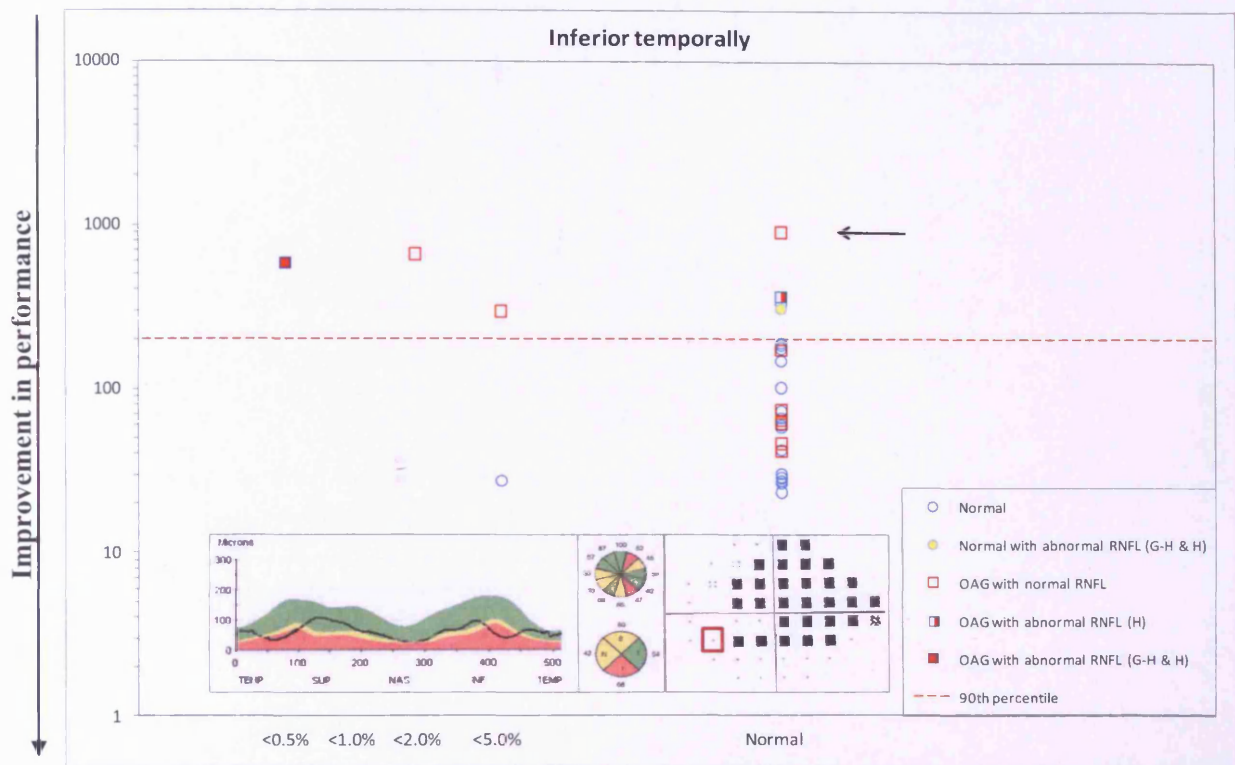 Improvement in performance
Inferior temporally
10000
1000
100
10
1
<0.5% <1.0% <2.0% <5.0% Normal
Microns
300
200
100
0
0 100 200 300 400 500
TEMP SUP NAS INF TEMP
Normal
Normal with abnormal RNFL (G-H & H)
OAG with normal RNFL
OAG with abnormal RNFL (H)
OAG with abnormal RNFL (G-H & H)
90th percentile